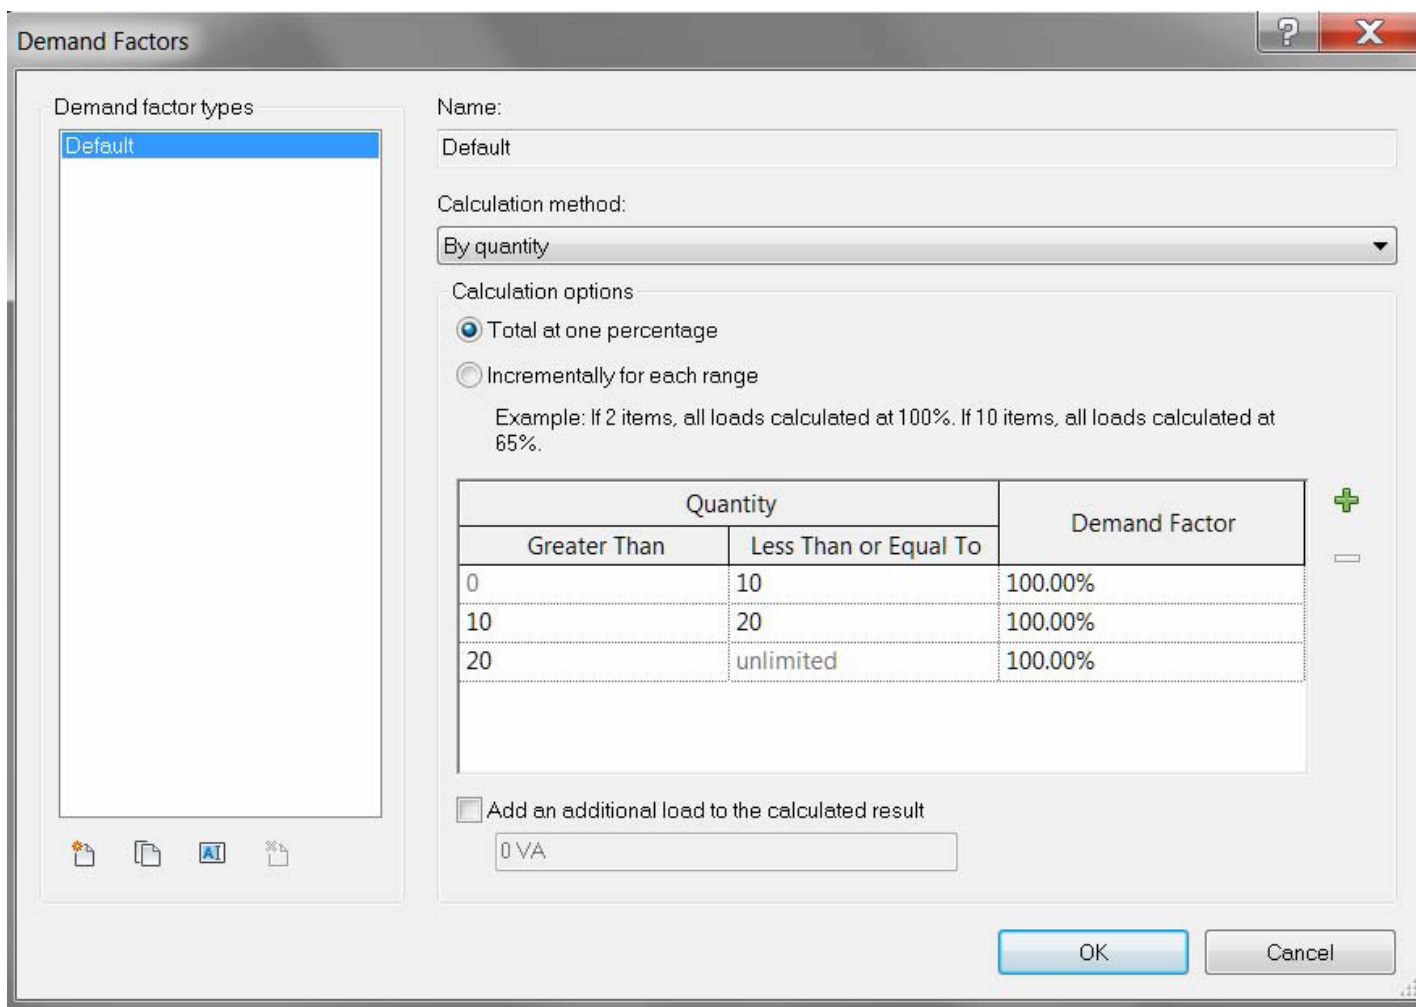 Demand Factors
Demand factor types
Default
AI
Name:
Default
Calculation method:
By quantity
Calculation options
Total at one percentage
Incrementally for each range
Example: If 2 items, all loads calculated at 100%. If 10 items, all loads calculated at
65%.
Quantity
Demand Factor
Greater Than Less Than or Equal To
0 10 100.00%
10 20 100.00%
20 unlimited 100.00%
Add an additional load to the calculated result
0 VA
OK Cancel